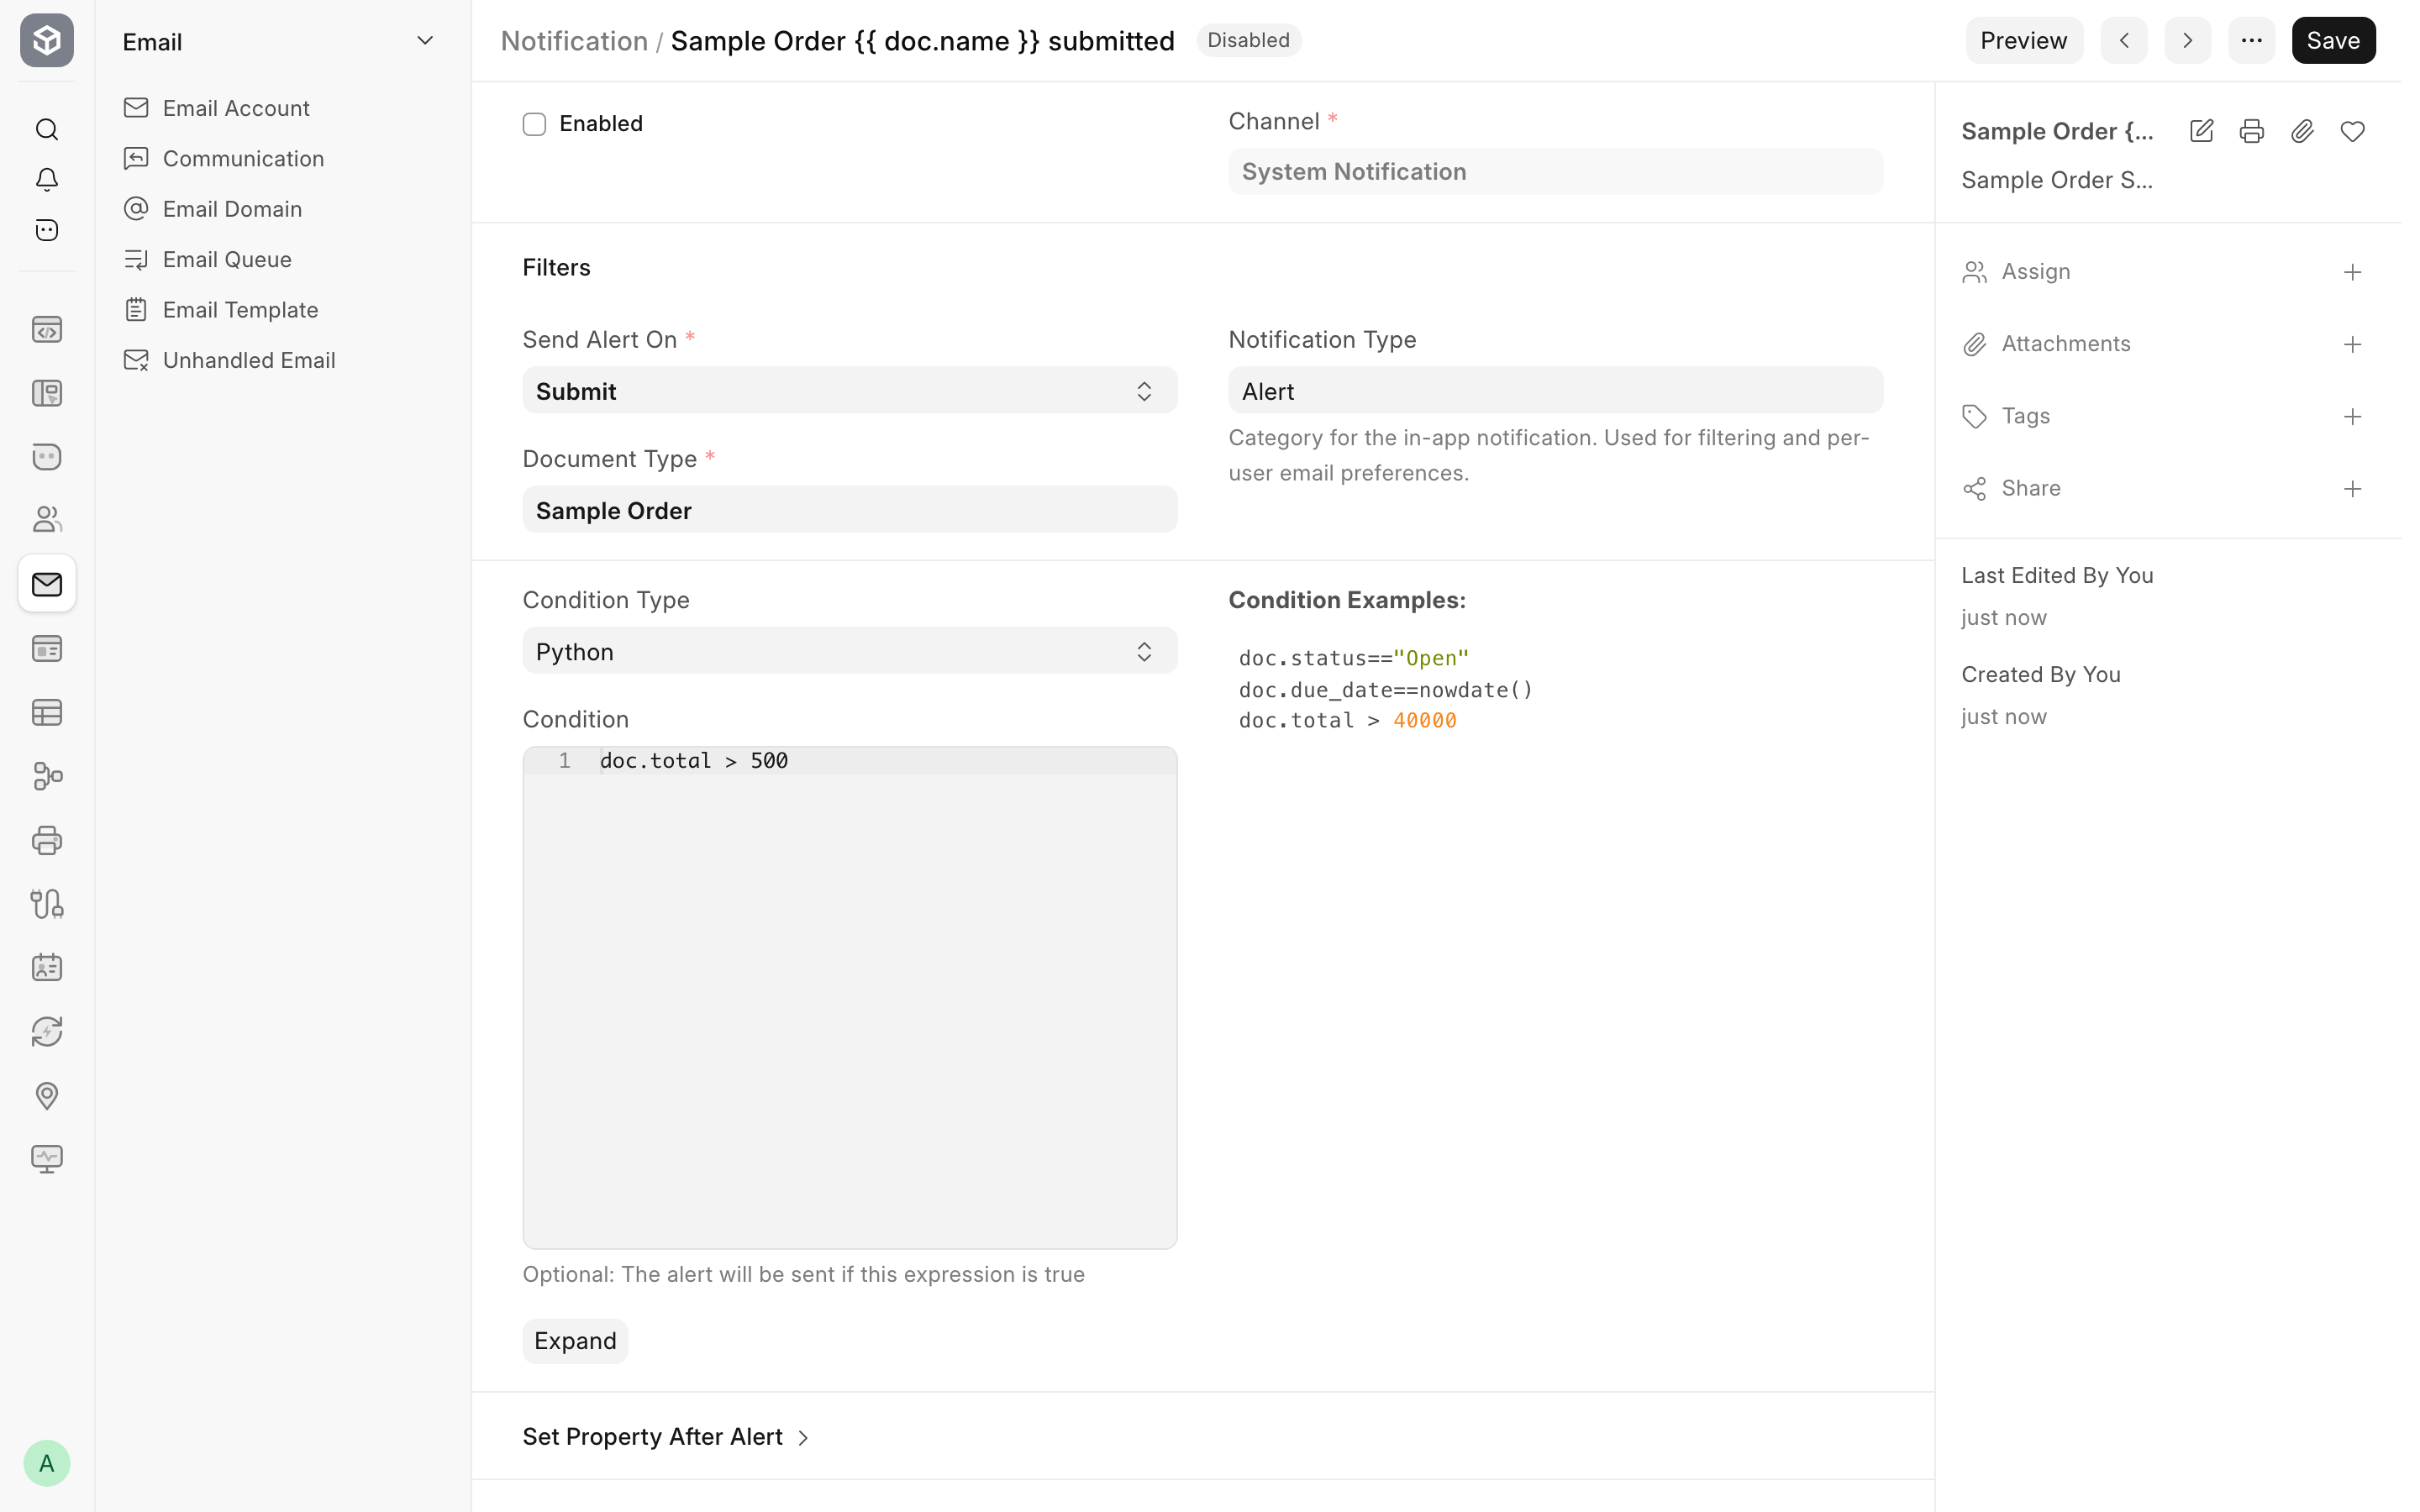 Email
Email Account
Communication
Email Domain
Email Queue
Email Template
Unhandled Email
A
Notification / Sample Order {{ doc.name }} submitted
Disabled
Preview
Save
Enabled
Channel *
System Notification
Filters
Send Alert On *
Submit
Notification Type
Alert
Category for the in-app notification. Used for filtering and per-
user email preferences.
Document Type *
Sample Order
Condition Type
Python
Condition
1 doc.total > 500
Optional: The alert will be sent if this expression is true
Expand
Condition Examples:
doc.status=="Open"
doc.due_date==nowdate()
doc.total > 40000
Set Property After Alert
Sample Order {...
Sample Order S...
Assign
Attachments
Tags
Share
Last Edited By You
just now
Created By You
just now